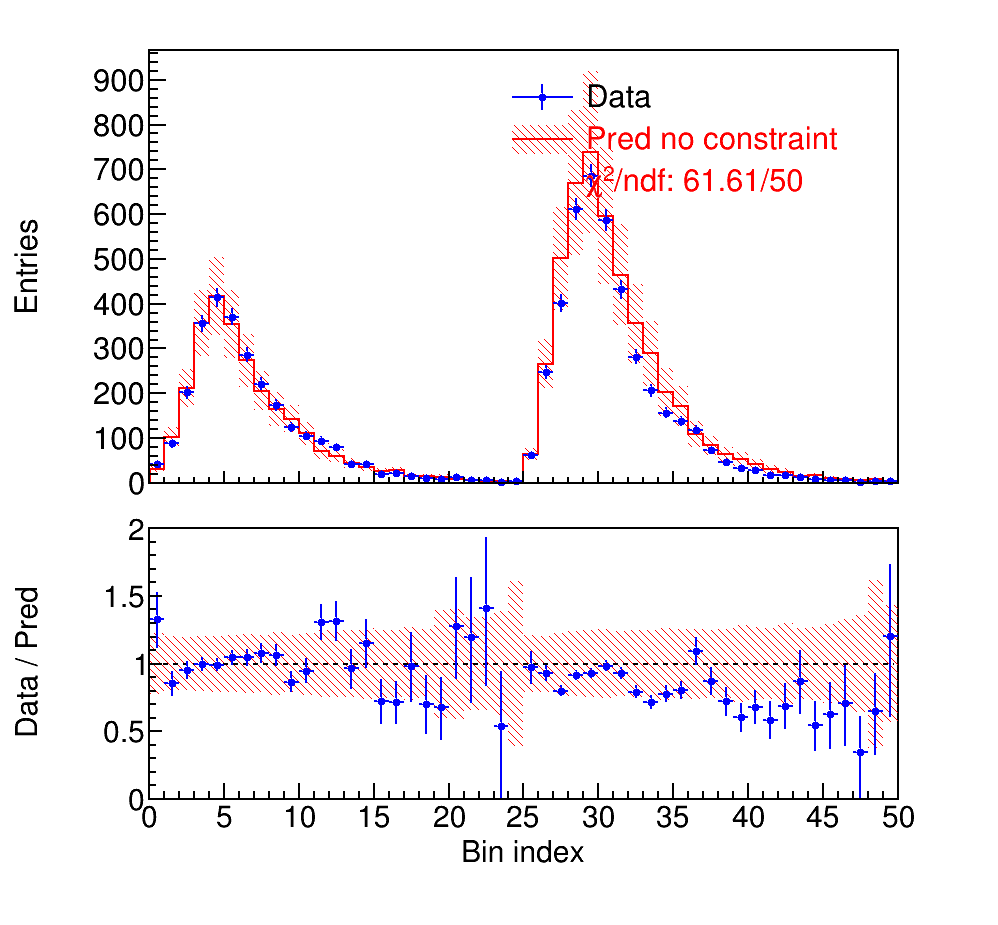 900
800
700
600
500
400
300
200
100
0
Entries
Data
Pred no constraint
χ²/ndf: 61.61/50
2
1.5
1
0.5
0
Data / Pred
0 5 10 15 20 25 30 35 40 45 50
Bin index